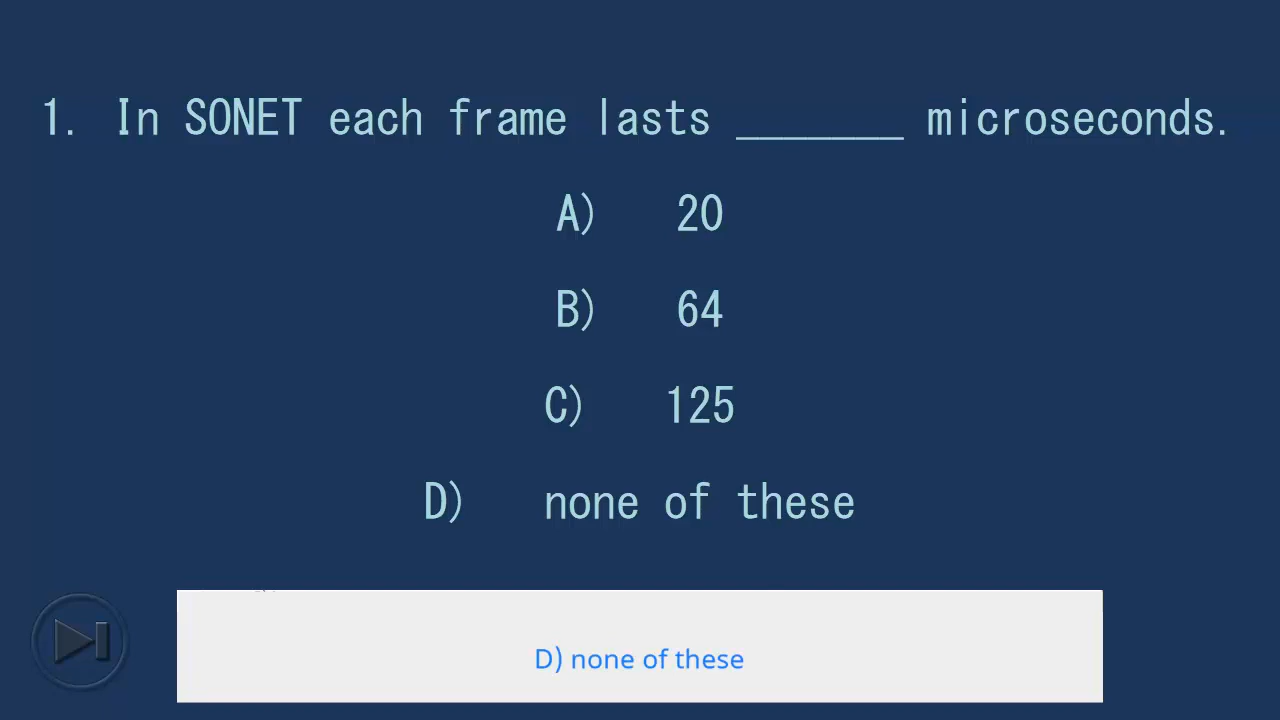 1. In SONET each frame lasts _______ microseconds.
A) 20
B) 64
C) 125
D) none of these
D) none of these